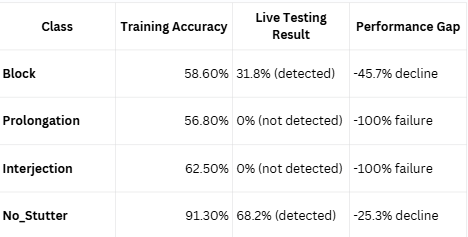 Class Training Accuracy Live Testing Result Performance Gap
Block 58.60% 31.8% (detected) -45.7% decline
Prolongation 56.80% 0% (not detected) -100% failure
Interjection 62.50% 0% (not detected) -100% failure
No_Stutter 91.30% 68.2% (detected) -25.3% decline